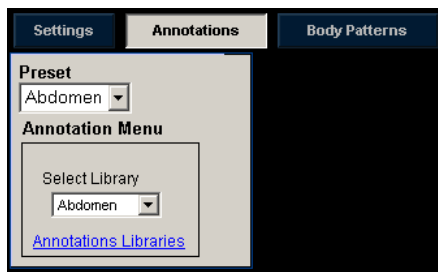 Settings Annotations Body Patterns
Preset
Abdomen
Annotation Menu
Select Library
Abdomen
Annotations Libraries